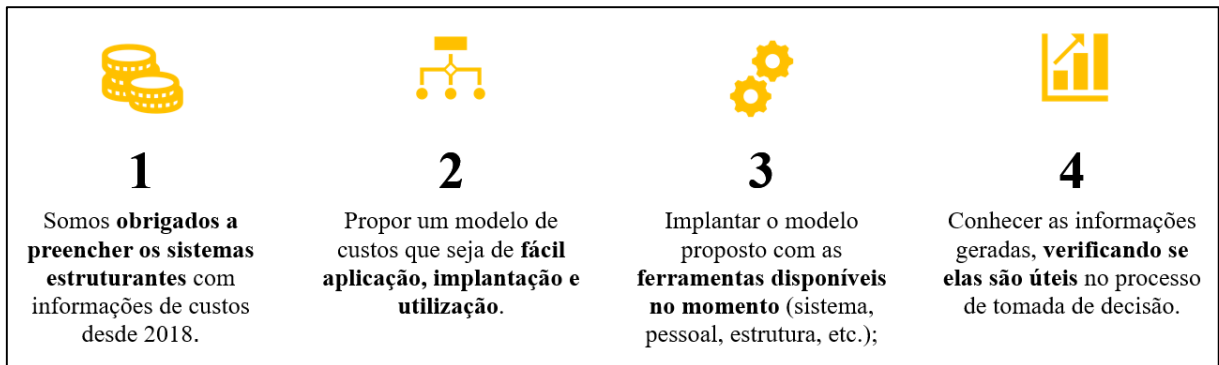 1
Somos obrigados a
preencher os sistemas
estruturantes com
informações de custos
desde 2018.
2
Propor um modelo de
custos que seja de fácil
aplicação, implantação e
utilização.
3
Implantar o modelo
proposto com as
ferramentas disponíveis
no momento (sistema,
pessoal, estrutura, etc.);
4
Conhecer as informações
geradas, verificando se
elas são úteis no processo
de tomada de decisão.